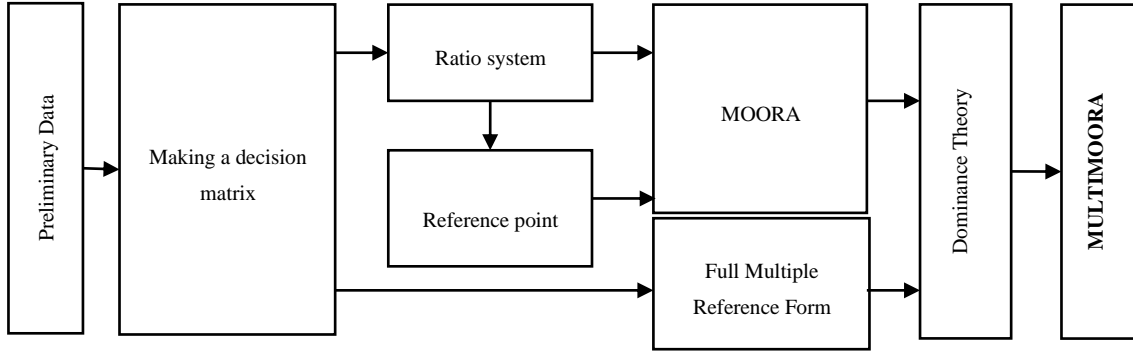 Preliminary Data
Making a decision
matrix
Ratio system
Reference point
MOORA
Full Multiple
Reference Form
Dominance Theory
MULTIMOORA